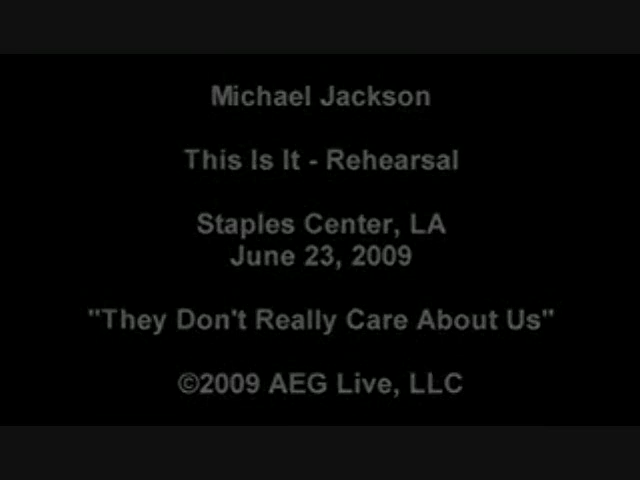 Michael Jackson
This Is It - Rehearsal
Staples Center, LA
June 23, 2009
"They Don't Really Care About Us"
©2009 AEG Live, LLC